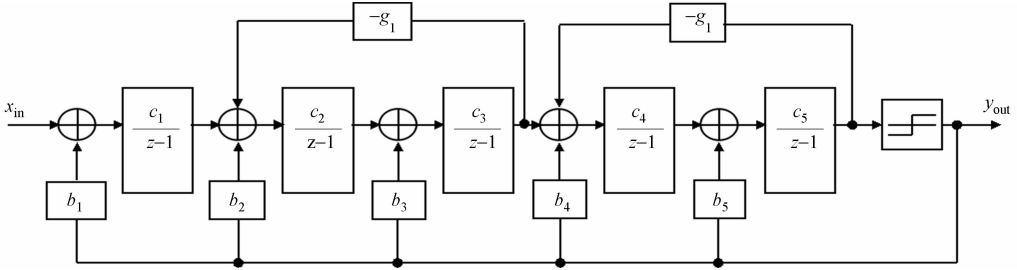 −g₁ −g₁
xᵢₙ c₁ c₂ c₃ c₄ c₅ yₒᵤₜ
z−1 z−1 z−1 z−1 z−1
b₁ b₂ b₃ b₄ b₅